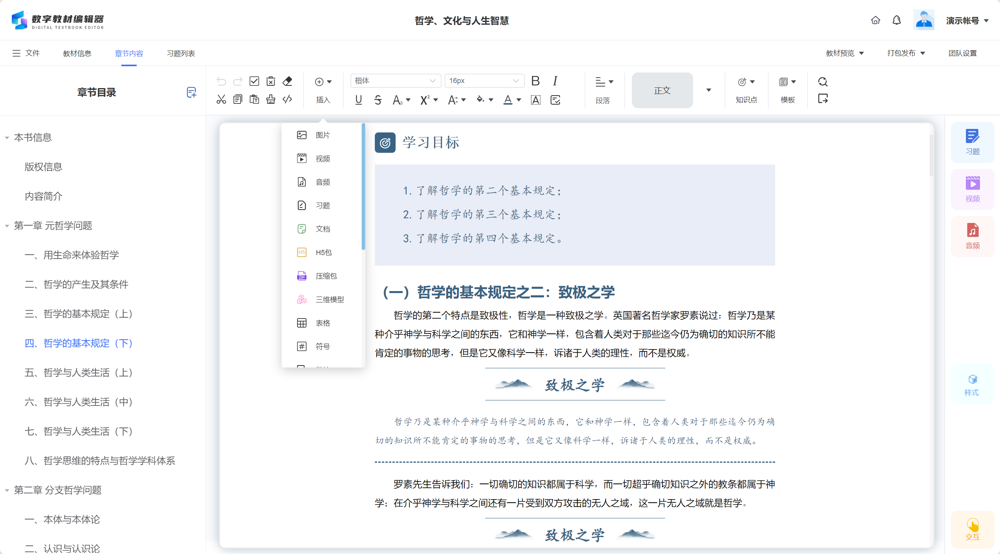 数字教材编辑器
DIGITAL TEXTBOOK EDITOR
哲学、文化与人生智慧
演示帐号
文件
教材信息
章节内容
习题列表
教材预览
打包发布
团队设置
章节目录
插入
楷体
16px
B
I
U
S
段落
正文
知识点
模板
本书信息
版权信息
内容简介
第一章 元哲学问题
一、用生命来体验哲学
二、哲学的产生及其条件
三、哲学的基本规定（上）
四、哲学的基本规定（下）
五、哲学与人类生活（上）
六、哲学与人类生活（中）
七、哲学与人类生活（下）
八、哲学思维的特点与哲学学科体系
第二章 分支哲学问题
一、本体与本体论
二、认识与认识论
图片
视频
音频
习题
文档
H5 H5包
ZIP 压缩包
三维模型
表格
符号
学习目标
1. 了解哲学的第二个基本规定；
2. 了解哲学的第三个基本规定；
3. 了解哲学的第四个基本规定。
（一）哲学的基本规定之二：致极之学
哲学的第二个特点是致极性，哲学是一种致极之学。英国著名哲学家罗素说过：哲学乃是某
种介乎神学与科学之间的东西，它和神学一样，包含着人类对于那些迄今仍为确切的知识所不能
肯定的事物的思考，但是它又像科学一样，诉诸于人类的理性，而不是权威。
致极之学
哲学乃是某种介乎神学与科学之间的东西，它和神学一样，包含着人类对于那些迄今仍为确
切的知识所不能肯定的事物的思考，但是它又像科学一样，诉诸于人类的理性，而不是权威。
罗素先生告诉我们：一切确切的知识都属于科学，而一切超乎确切知识之外的教条都属于神
学；在介乎神学与科学之间还有一片受到双方攻击的无人之域，这一片无人之域就是哲学。
致极之学
习题
视频
音频
样式
交互